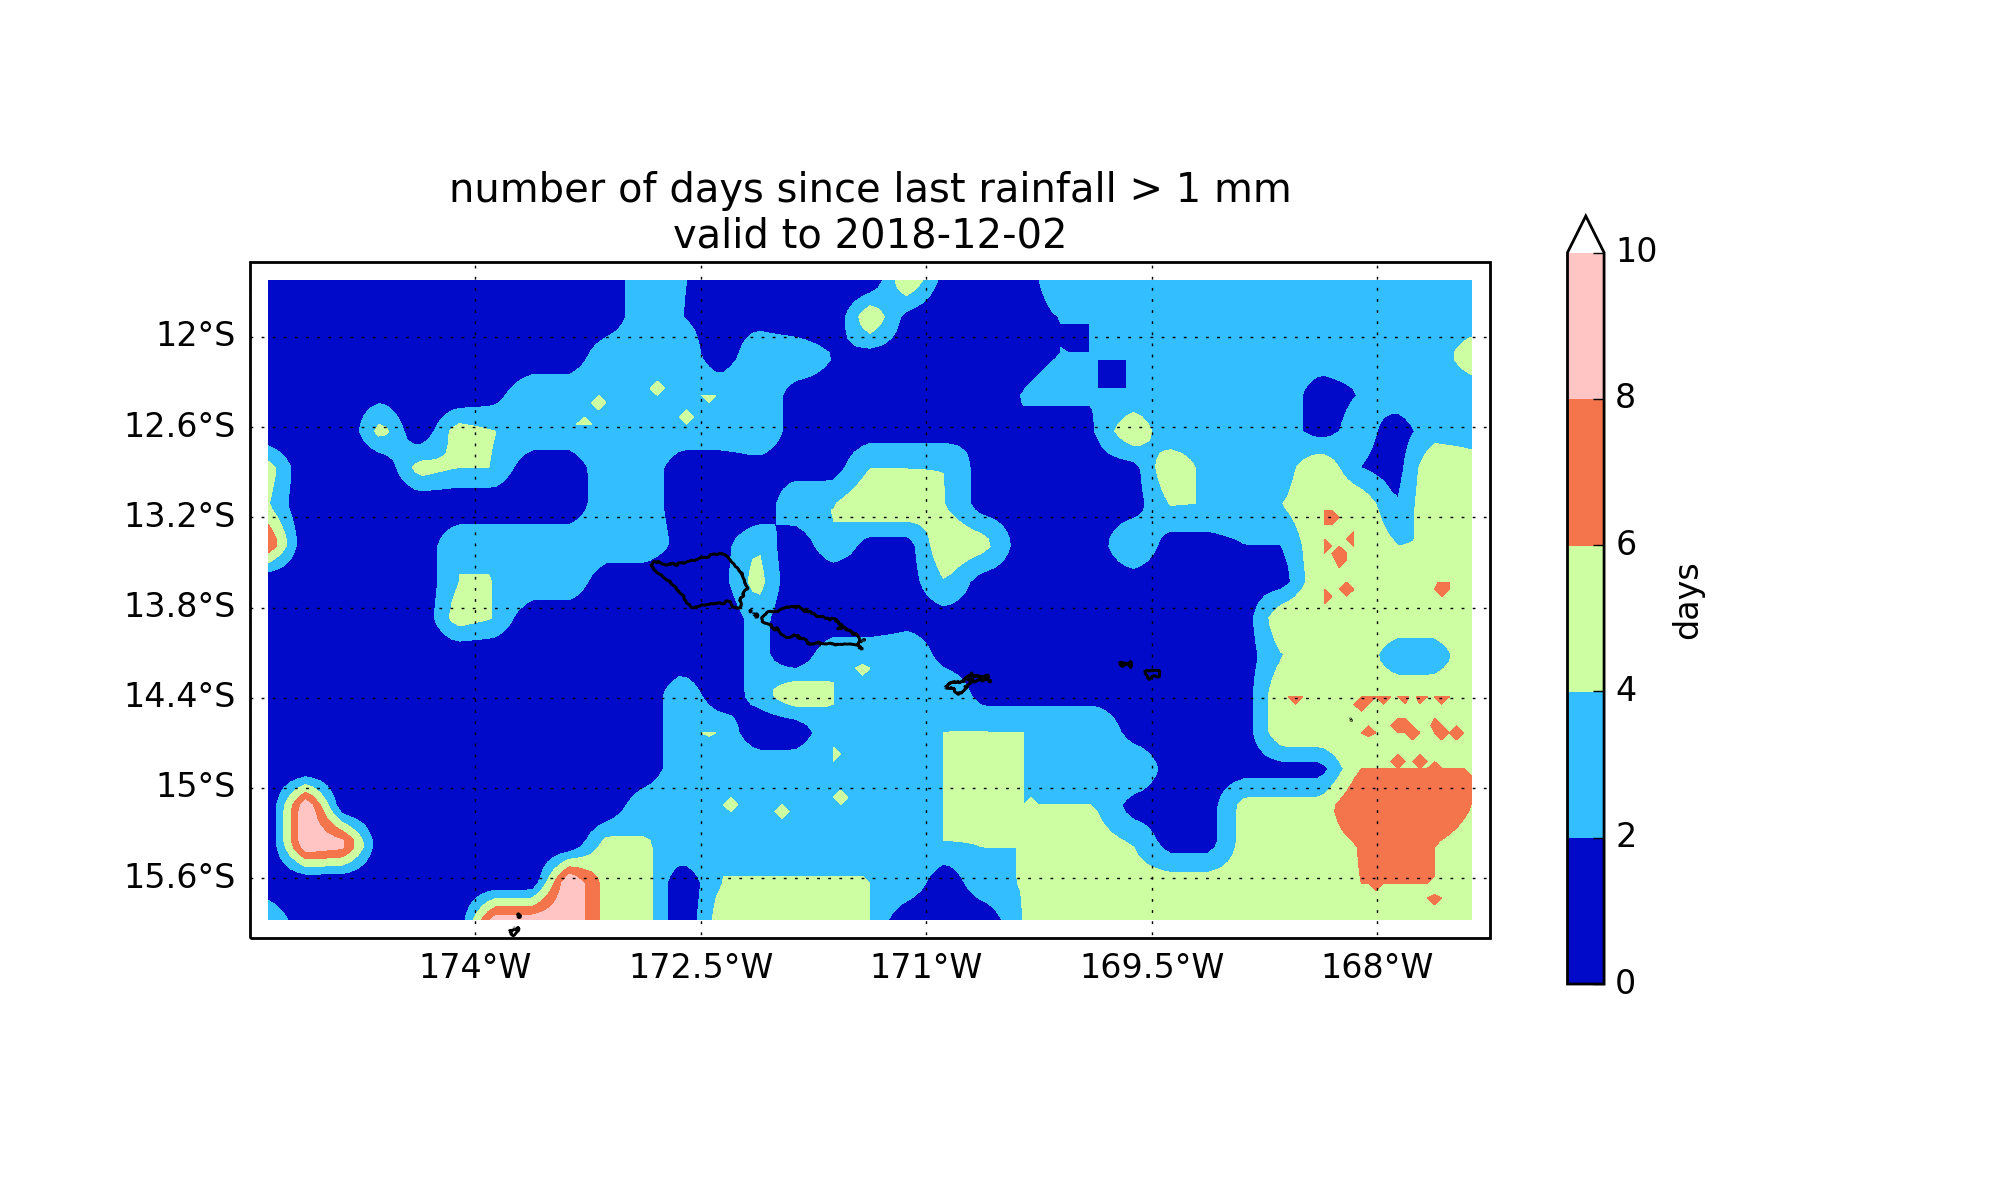 number of days since last rainfall > 1 mm
valid to 2018-12-02
12°S
12.6°S
13.2°S
13.8°S
14.4°S
15°S
15.6°S
174°W
172.5°W
171°W
169.5°W
168°W
10
8
6
4
2
0
days